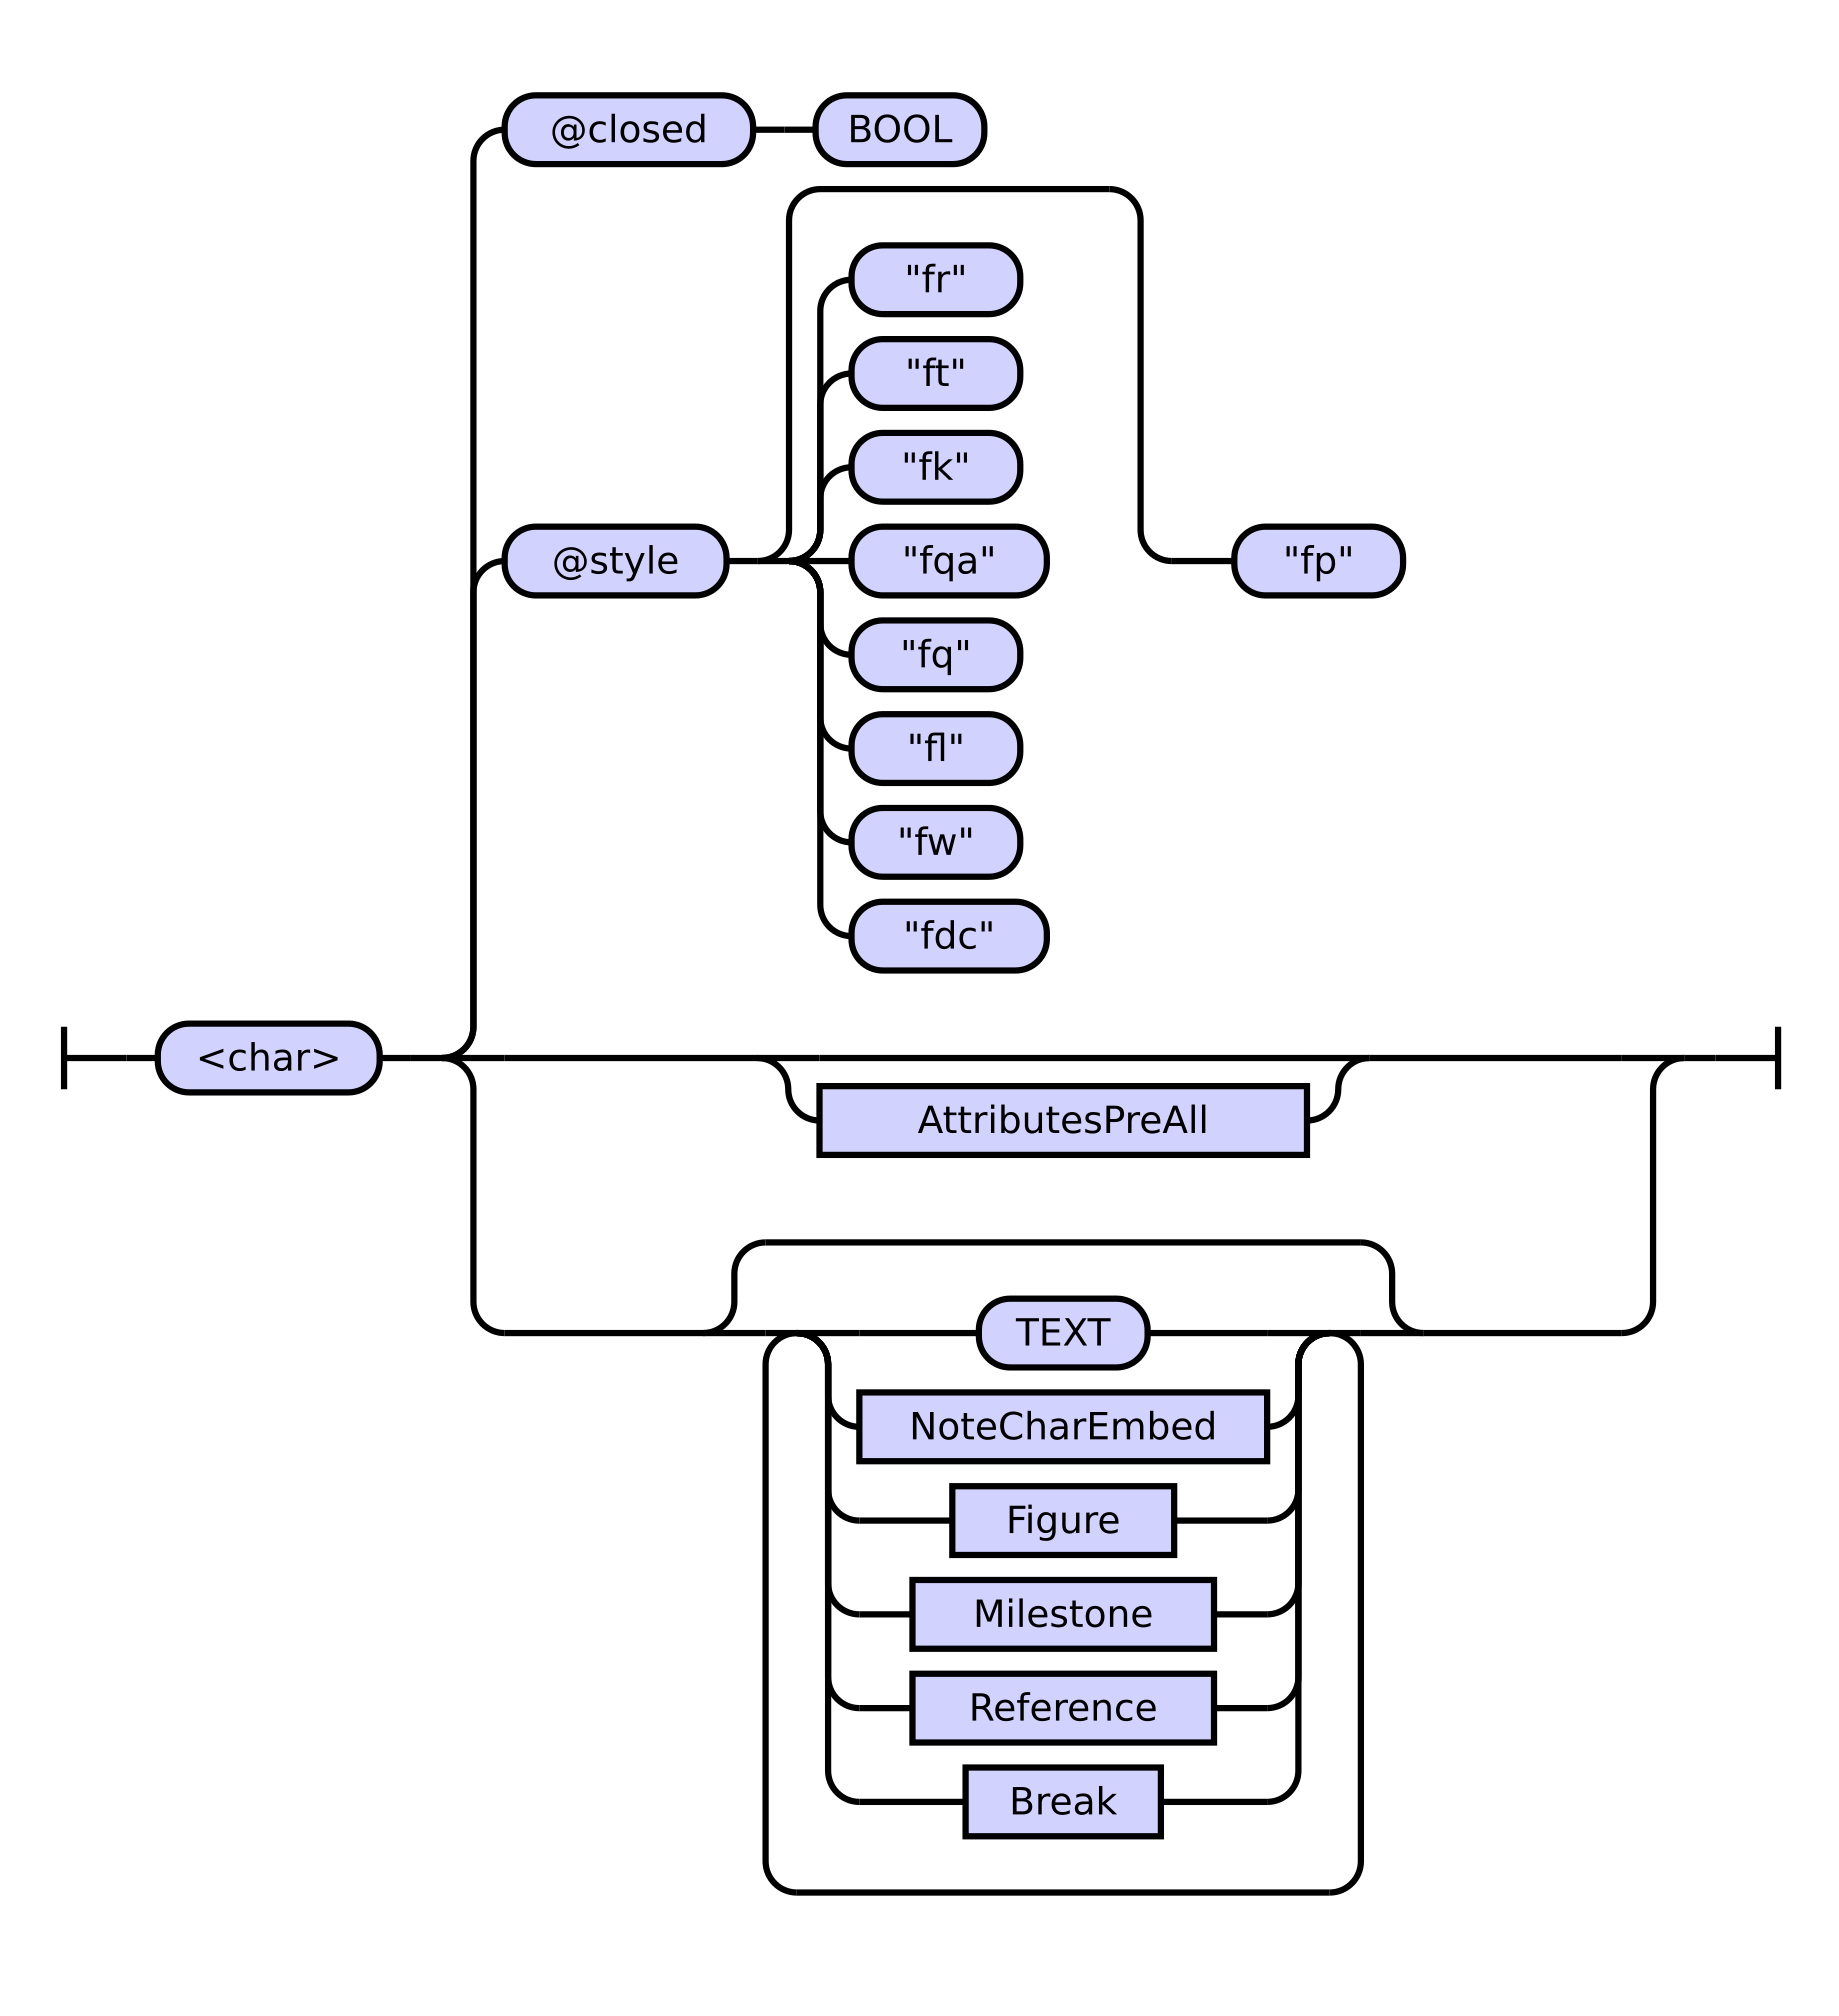 @closed
BOOL
"fr"
"ft"
"fk"
@style
"fqa"
"fp"
"fq"
"fl"
"fw"
"fdc"
<char>
AttributesPreAll
TEXT
NoteCharEmbed
Figure
Milestone
Reference
Break